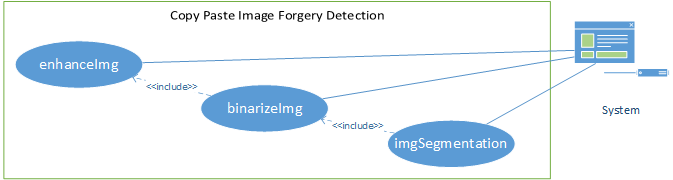 Copy Paste Image Forgery Detection
enhanceImg
<<include>>
binarizeImg
<<include>>
imgSegmentation
System